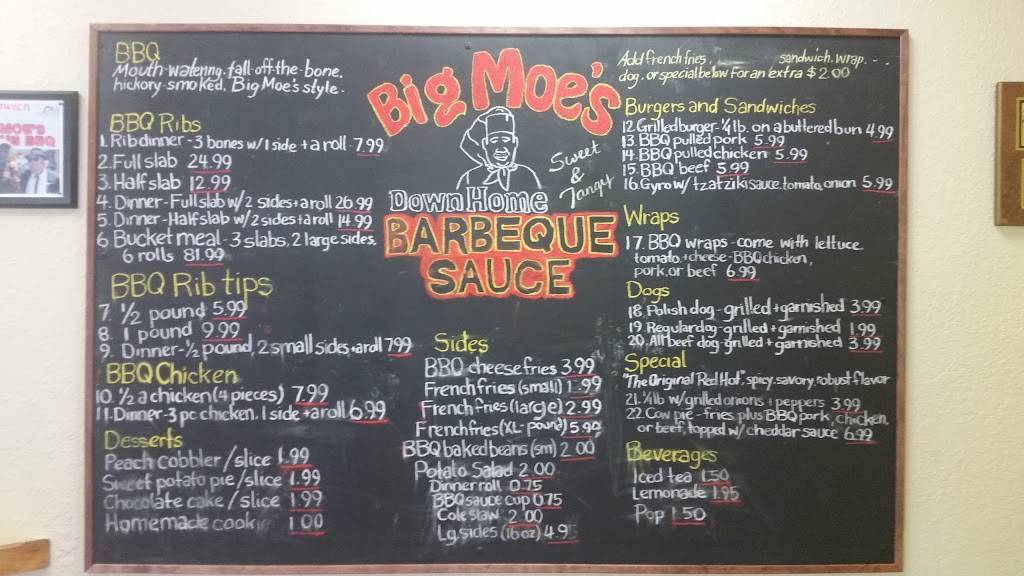 BBQ
Mouth-watering, fall-off-the-bone,
hickory-smoked, Big Moe's style.
BBQ Ribs
1. Rib dinner - 3 bones w/1 side + a roll 7.99
2. Full slab 24.99
3. Half slab 12.99
4. Dinner - Full slab w/2 sides + a roll 26.99
5. Dinner - Half slab w/2 sides + a roll 14.99
6. Bucket meal - 3 slabs, 2 large sides,
6 rolls 81.99
BBQ Rib tips
7. 1/2 pound 5.99
8. 1 pound 9.99
9. Dinner - 1/2 pound, 2 small sides, + a roll 7.99
BBQ Chicken
10. 1/2 a chicken (4 pieces) 7.99
11. Dinner - 3 pc chicken, 1 side + a roll 6.99
Desserts
Peach cobbler / slice 1.99
Sweet potato pie / slice 1.99
Chocolate cake / slice 1.99
Homemade cooki 1.00
Big Moe's
Sweet
&
Tangy
Down Home
BARBEQUE
SAUCE
Sides
BBQ cheese fries 3.99
French fries (small) 1.99
French fries (large) 2.99
French fries (XL-pound) 5.99
BBQ baked beans (sm) 2.00
Potato Salad 2.00
Dinner roll 0.75
BBQ sauce cup 0.75
Cole slaw 2.00
Lg. sides (16 oz) 4.9
Add french fries, sandwich, wrap,
dog, or special below For an extra $2.00
Burgers and Sandwiches
12. Grilled burger - 1/4 lb. on a buttered bun 4.99
13. BBQ pulled pork 5.99
14. BBQ pulled chicken 5.99
15. BBQ beef 5.99
16. Gyro w/ tzatziki sauce, tomato, onion 5.99
Wraps
17. BBQ wraps - come with lettuce
tomato, + cheese - BBQ chicken,
pork, or beef 6.99
Dogs
18. Polish dog - grilled + garnished 3.99
19. Regular dog - grilled + garnished 1.99
20. All beef dog - grilled + garnished 3.99
Special
"The Original Red Hot" spicy, savory, robust flavor
21. 1/4 lb w/ grilled onions + peppers 3.99
22. Cow pie - fries, plus BBQ pork, chicken,
or beef, topped w/ cheddar sauce 6.99
Beverages
Iced tea 1.50
Lemonade 1.95
Pop 1.50